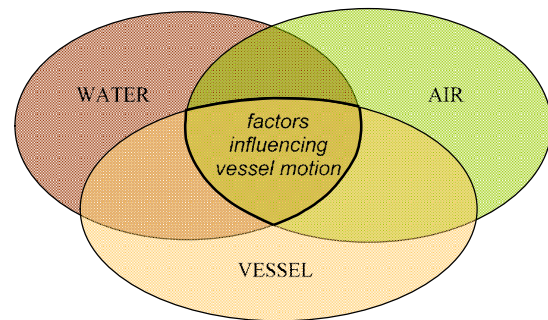 WATER
AIR
factors
influencing
vessel motion
VESSEL